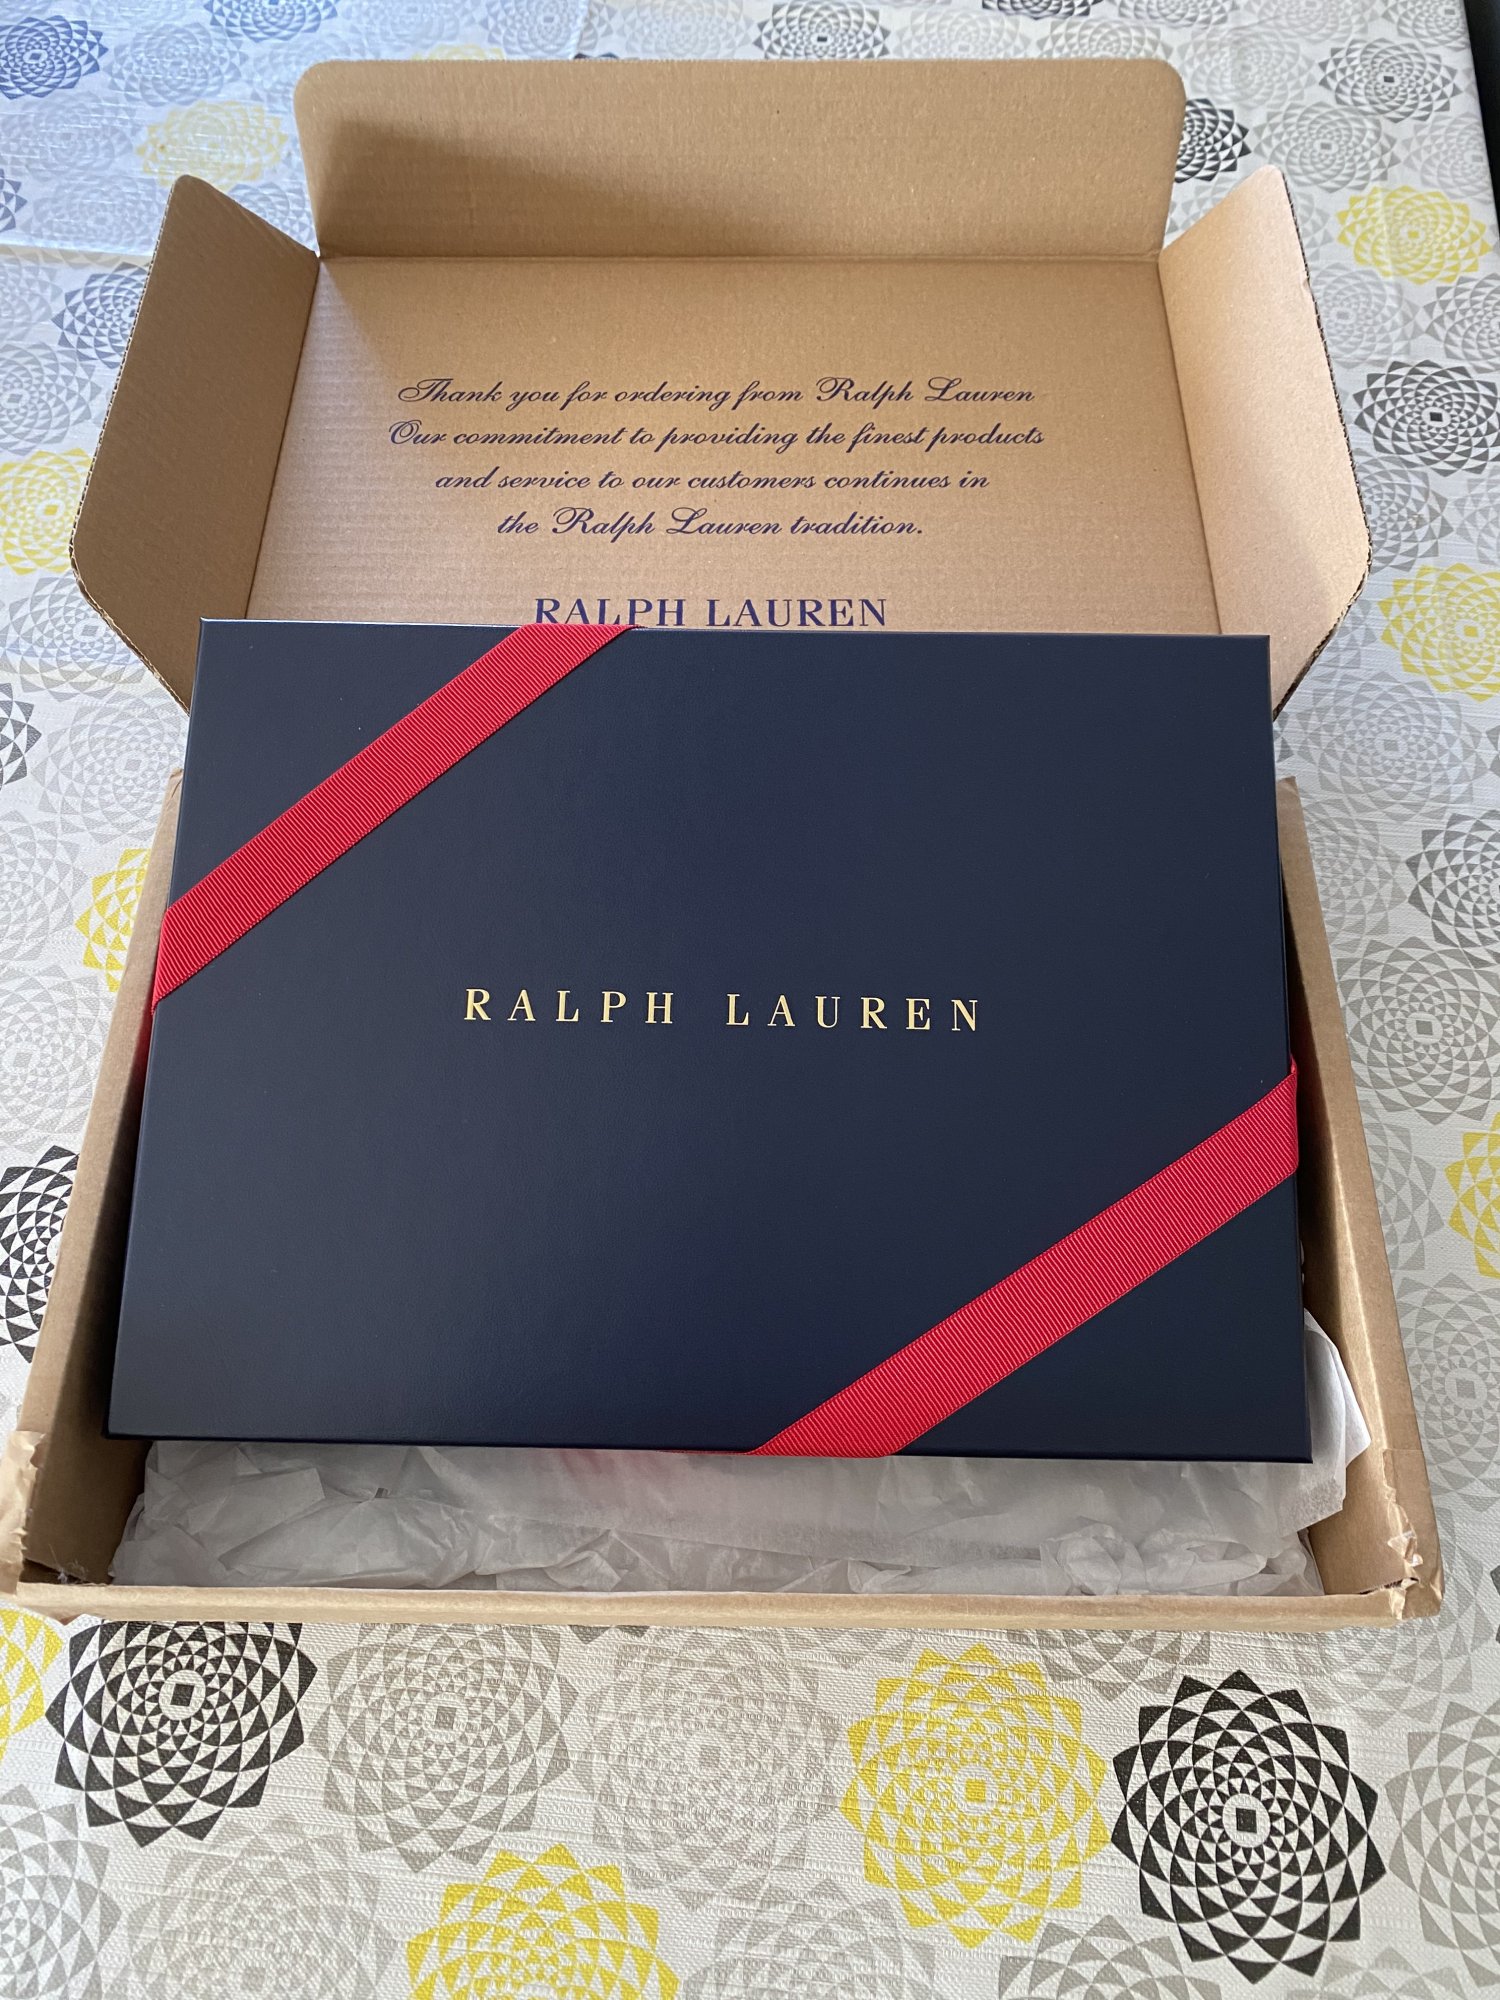 Thank you for ordering from Ralph Lauren
Our commitment to providing the finest products
and service to our customers continues in
the Ralph Lauren tradition.
RALPH LAUREN
RALPH LAUREN